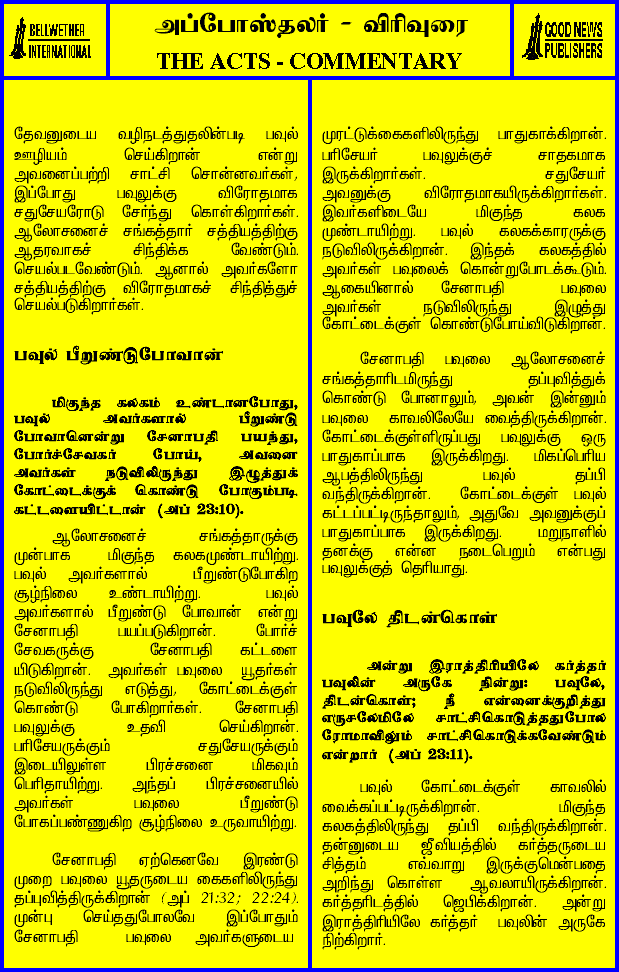 BELLWETHER
INTERNATIONAL
அப்போஸ்தலர் - விரிவுரை
THE ACTS - COMMENTARY
GOOD NEWS
PUBLISHERS
தேவனுடைய வழிநடத்துதலின்படி பவுல்
ஊழியம் செய்கிறான் என்று
அவனைப்பற்றி சாட்சி சொன்னவர்கள்,
இப்போது பவுலுக்கு விரோதமாக
சதுசேயரோடு சேர்ந்து கொள்கிறார்கள்.
ஆலோசனைச் சங்கத்தார் சத்தியத்திற்கு
ஆதரவாகச் சிந்திக்க வேண்டும்.
செயல்படவேண்டும். ஆனால் அவர்களோ
சத்தியத்திற்கு விரோதமாகச் சிந்தித்துச்
செயல்படுகிறார்கள்.
பவுல் பீறுண்டுபோவான்
மிகுந்த கலகம் உண்டானபோது,
பவுல் அவர்களால் பீறுண்டு
போவானென்று சேனாபதி பயந்து,
போர்ச்சேவகர் போய், அவனை
அவர்கள் நடுவிலிருந்து இழுத்துக்
கோட்டைக்குக் கொண்டு போகும்படி
கட்டளையிட்டான் (அப் 23:10).
ஆலோசனைச் சங்கத்தாருக்கு
முன்பாக மிகுந்த கலகமுண்டாயிற்று.
பவுல் அவர்களால் பீறுண்டுபோகிற
சூழ்நிலை உண்டாயிற்று. பவுல்
அவர்களால் பீறுண்டு போவான் என்று
சேனாபதி பயப்படுகிறான். போர்ச்
சேவகருக்கு சேனாபதி கட்டளை
யிடுகிறான். அவர்கள் பவுலை யூதர்கள்
நடுவிலிருந்து எடுத்து, கோட்டைக்குள்
கொண்டு போகிறார்கள். சேனாபதி
பவுலுக்கு உதவி செய்கிறான்.
பரிசேயருக்கும் சதுசேயருக்கும்
இடையிலுள்ள பிரச்சனை மிகவும்
பெரிதாயிற்று. அந்தப் பிரச்சனையில்
அவர்கள் பவுலை பீறுண்டு
போகப்பண்ணுகிற சூழ்நிலை உருவாயிற்று.
சேனாபதி ஏற்கெனவே இரண்டு
முறை பவுலை யூதருடைய கைகளிலிருந்து
தப்புவித்திருக்கிறான் (அப் 21:32; 22:24).
முன்பு செய்ததுபோலவே இப்போதும்
சேனாபதி பவுலை அவர்களுடைய
முரட்டுக்கைகளிலிருந்து பாதுகாக்கிறான்.
பரிசேயர் பவுலுக்குச் சாதகமாக
இருக்கிறார்கள். சதுசேயர்
அவனுக்கு விரோதமாகயிருக்கிறார்கள்.
இவர்களிடையே மிகுந்த கலக
முண்டாயிற்று. பவுல் கலகக்காரருக்கு
நடுவிலிருக்கிறான். இந்தக் கலகத்தில்
அவர்கள் பவுலைக் கொன்றுபோடக்கூடும்.
ஆகையினால் சேனாபதி பவுலை
அவர்கள் நடுவிலிருந்து இழுத்து
கோட்டைக்குள் கொண்டுபோய்விடுகிறான்.
சேனாபதி பவுலை ஆலோசனைச்
சங்கத்தாரிடமிருந்து தப்புவித்துக்
கொண்டு போனாலும், அவன் இன்னும்
பவுலை காவலிலேயே வைத்திருக்கிறான்.
கோட்டைக்குள்ளிருப்பது பவுலுக்கு ஒரு
பாதுகாப்பாக இருக்கிறது. மிகப்பெரிய
ஆபத்திலிருந்து பவுல் தப்பி
வந்திருக்கிறான். கோட்டைக்குள் பவுல்
கட்டப்பட்டிருந்தாலும், அதுவே அவனுக்குப்
பாதுகாப்பாக இருக்கிறது. மறுநாளில்
தனக்கு என்ன நடைபெறும் என்பது
பவுலுக்குத் தெரியாது.
பவுலே திடன்கொள்
அன்று இராத்திரியிலே கர்த்தர்
பவுலின் அருகே நின்று: பவுலே,
திடன்கொள்; நீ என்னைக்குறித்து
எருசலேமிலே சாட்சிகொடுத்ததுபோல
ரோமாவிலும் சாட்சிகொடுக்கவேண்டும்
என்றார் (அப் 23:11).
பவுல் கோட்டைக்குள் காவலில்
வைக்கப்பட்டிருக்கிறான். மிகுந்த
கலகத்திலிருந்து தப்பி வந்திருக்கிறான்.
தன்னுடைய ஜீவியத்தில் கர்த்தருடைய
சித்தம் எவ்வாறு இருக்குமென்பதை
அறிந்து கொள்ள ஆவலாயிருக்கிறான்.
கர்த்தரிடத்தில் ஜெபிக்கிறான். அன்று
இராத்திரியிலே கர்த்தர் பவுலின் அருகே
நிற்கிறார்.